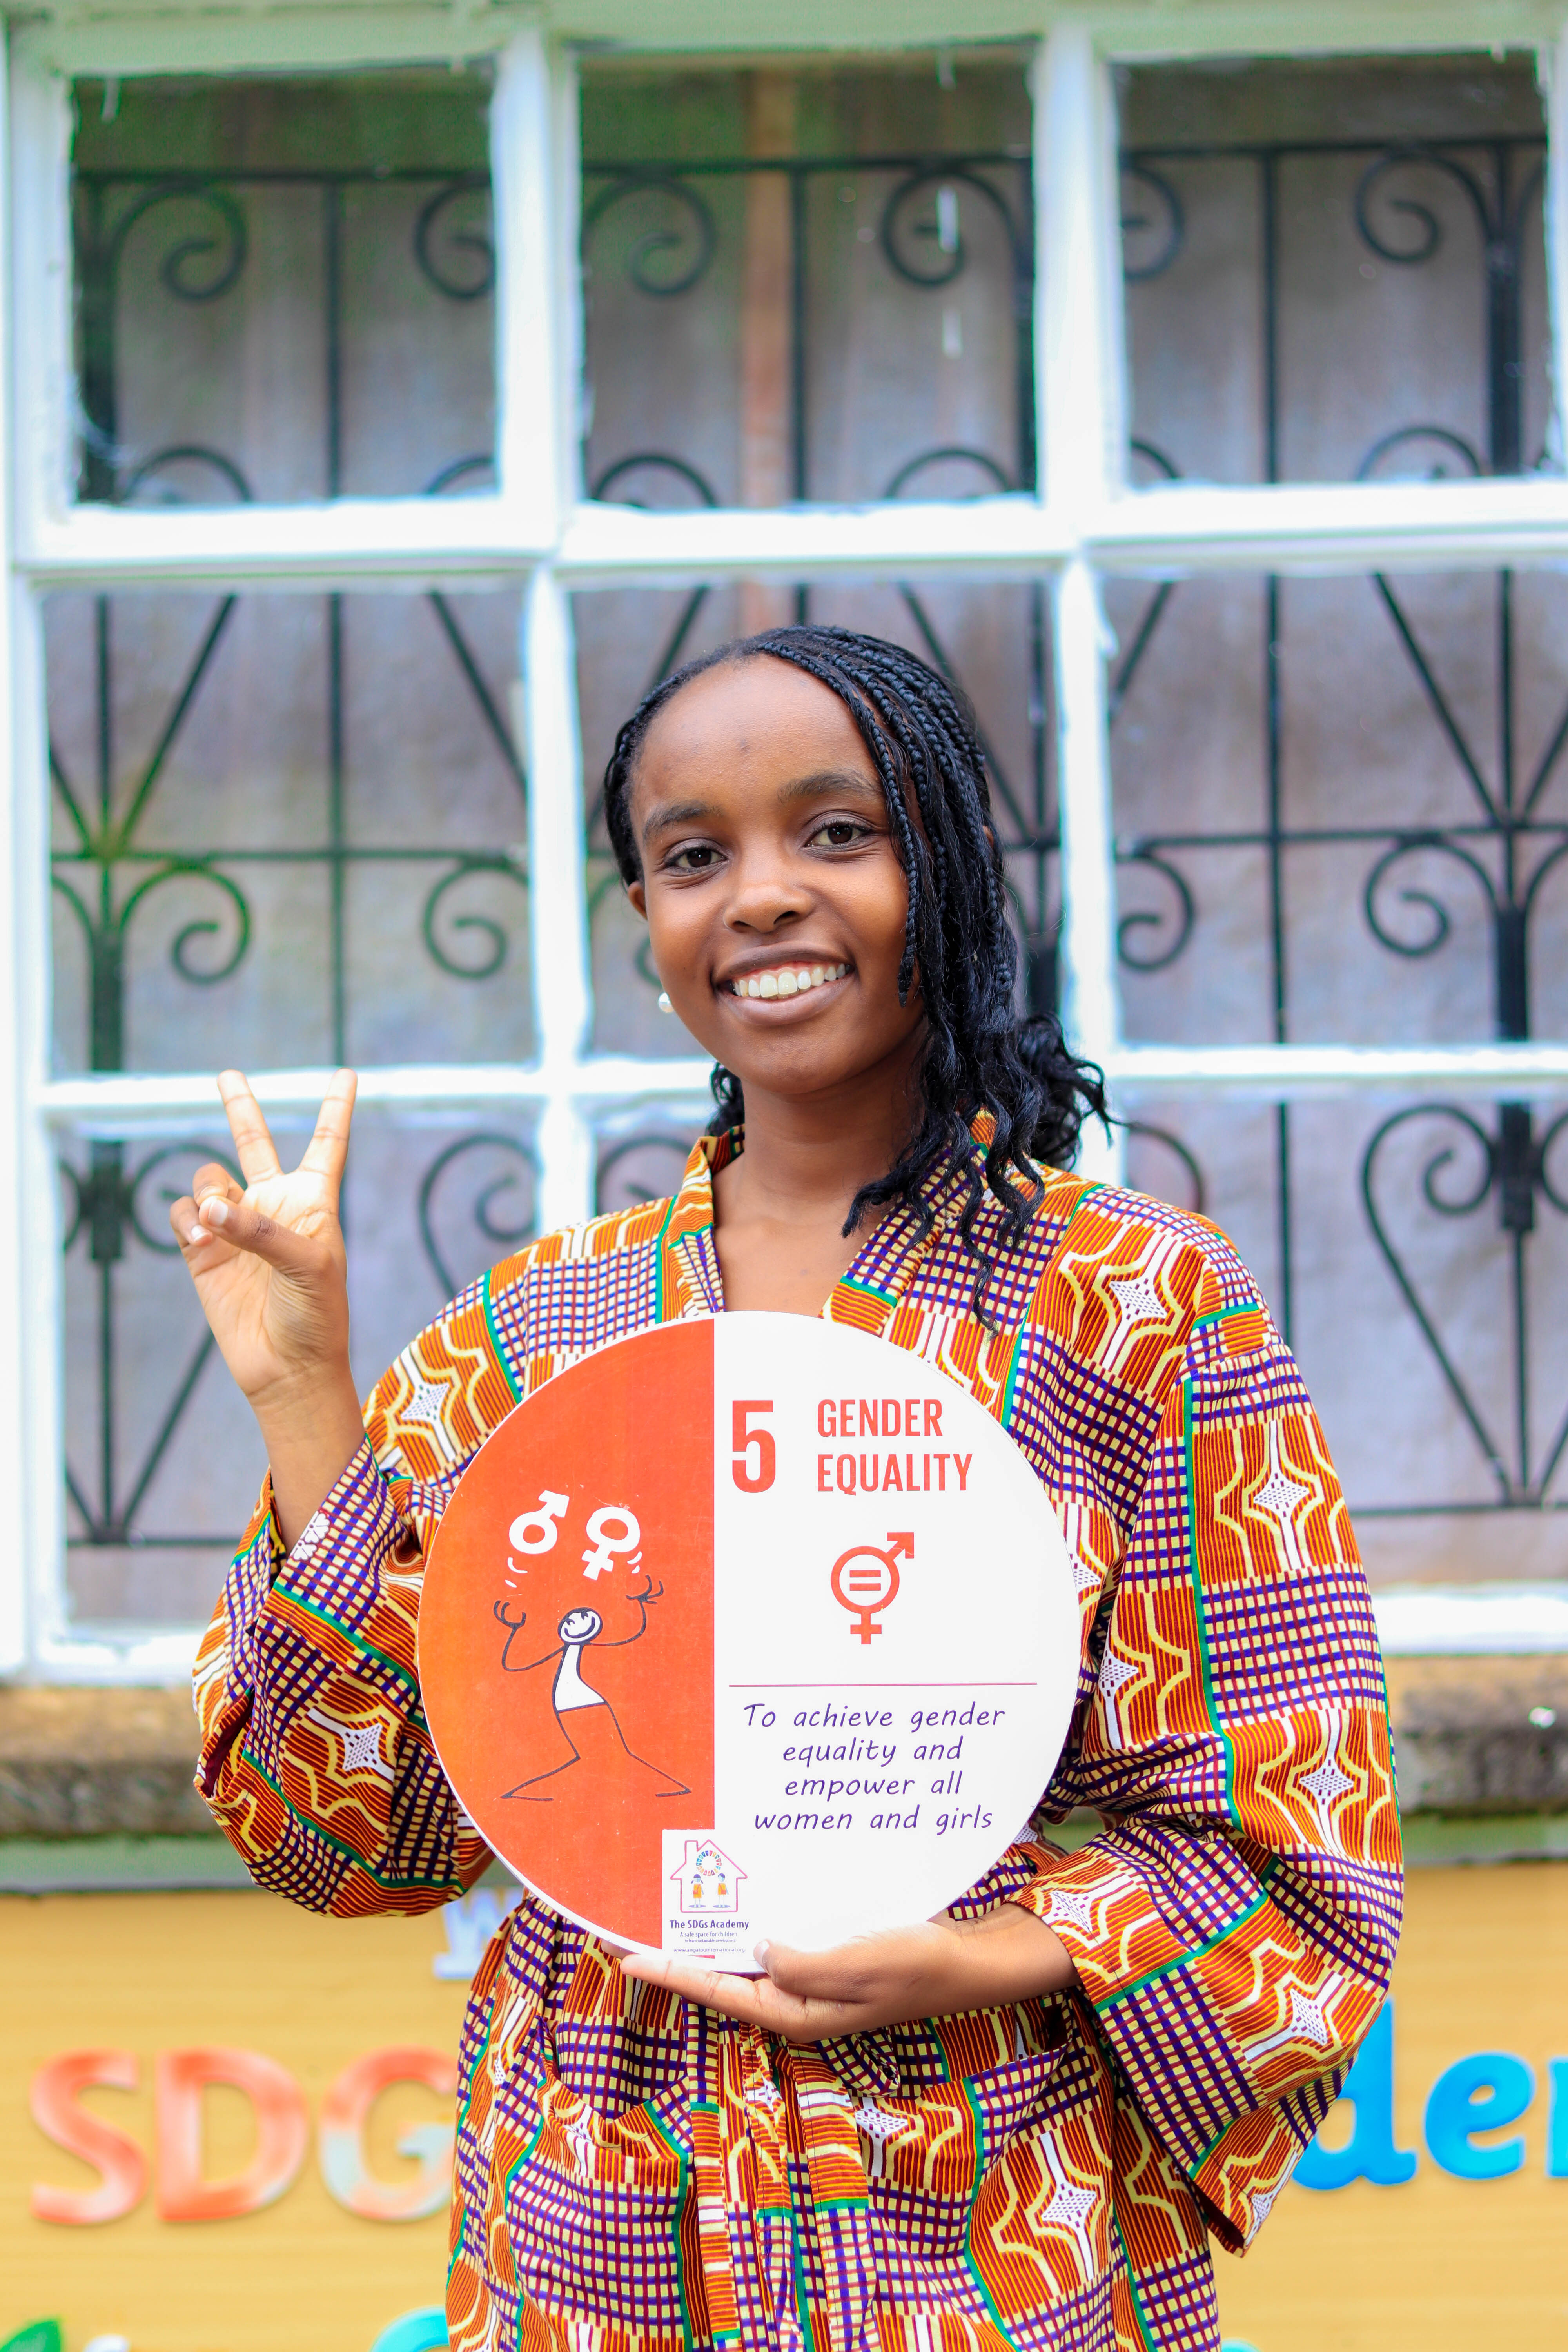 5 GENDER
EQUALITY
To achieve gender
equality and
empower all
women and girls
The SDGs Academy
A safe space for children
SDG